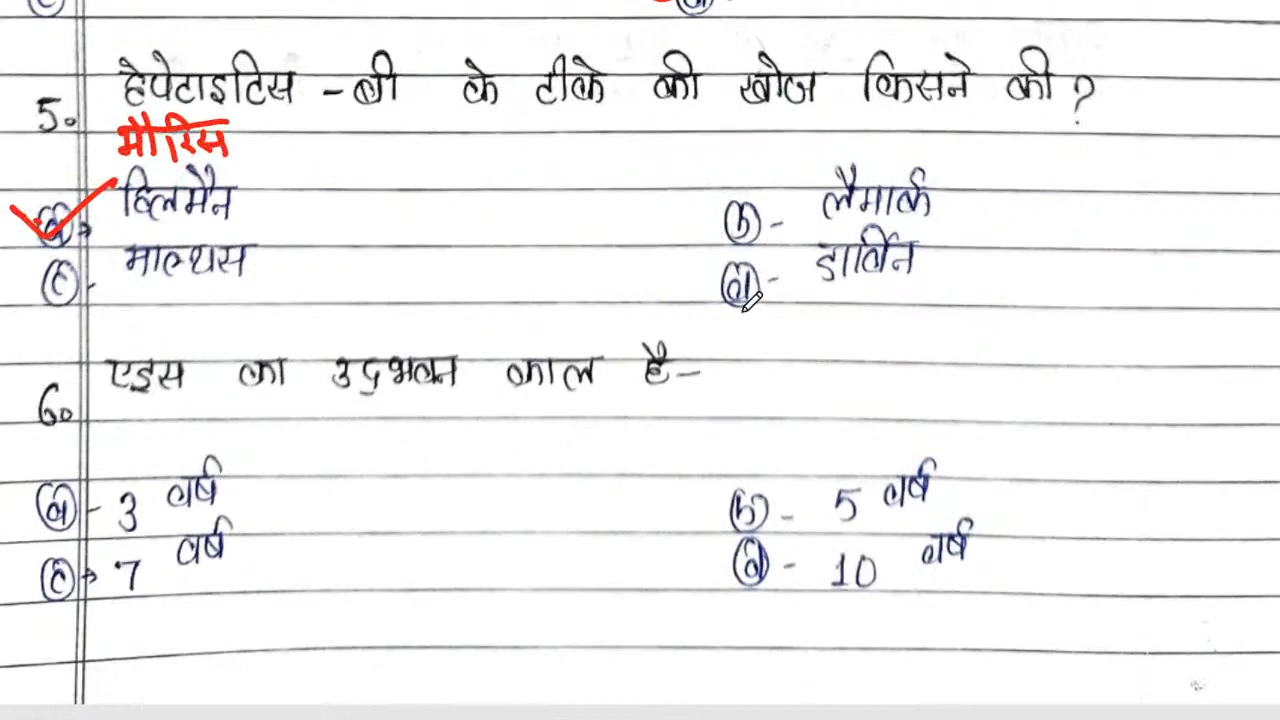 5. हेपेटाइटिस - बी के टीके की खोज किसने की ?
मौरिस
(a) → हिलमैन (b) - लैमार्क
(c) - माल्थस (d) - डार्विन
6. एड्स का उद्भवन काल है -
(a) - 3 वर्ष (b) - 5 वर्ष
(c) → 7 वर्ष (d) - 10 वर्ष